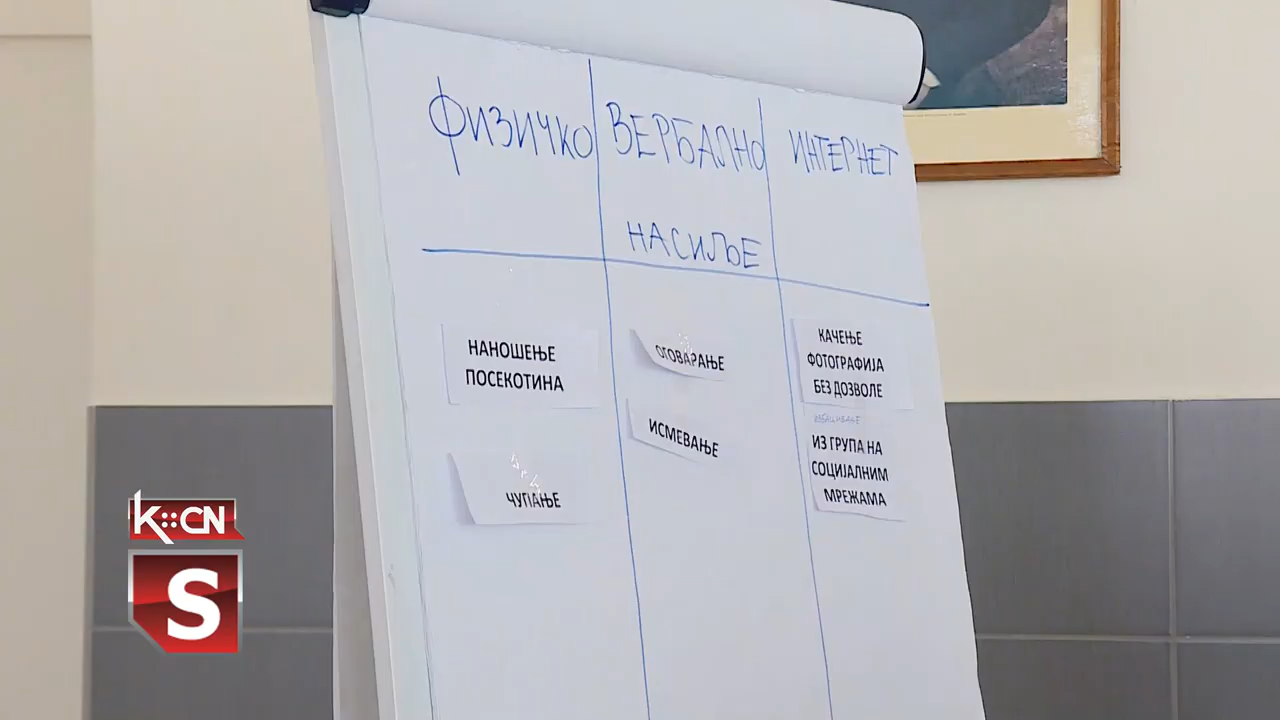 ФИЗИЧКО
ВЕРБАЛНО
ИНТЕРНЕТ
НАСИЉЕ
НАНОШЕЊЕ
ПОСЕКОТИНА
ЧУПАЊЕ
ОГОВАРАЊЕ
ИСМЕВАЊЕ
КАЧЕЊЕ
ФОТОГРАФИЈА
БЕЗ ДОЗВОЛЕ
ИЗБАЦИВАЊЕ
ИЗ ГРУПА НА
СОЦИЈАЛНИМ
МРЕЖАМА
K::CN
S